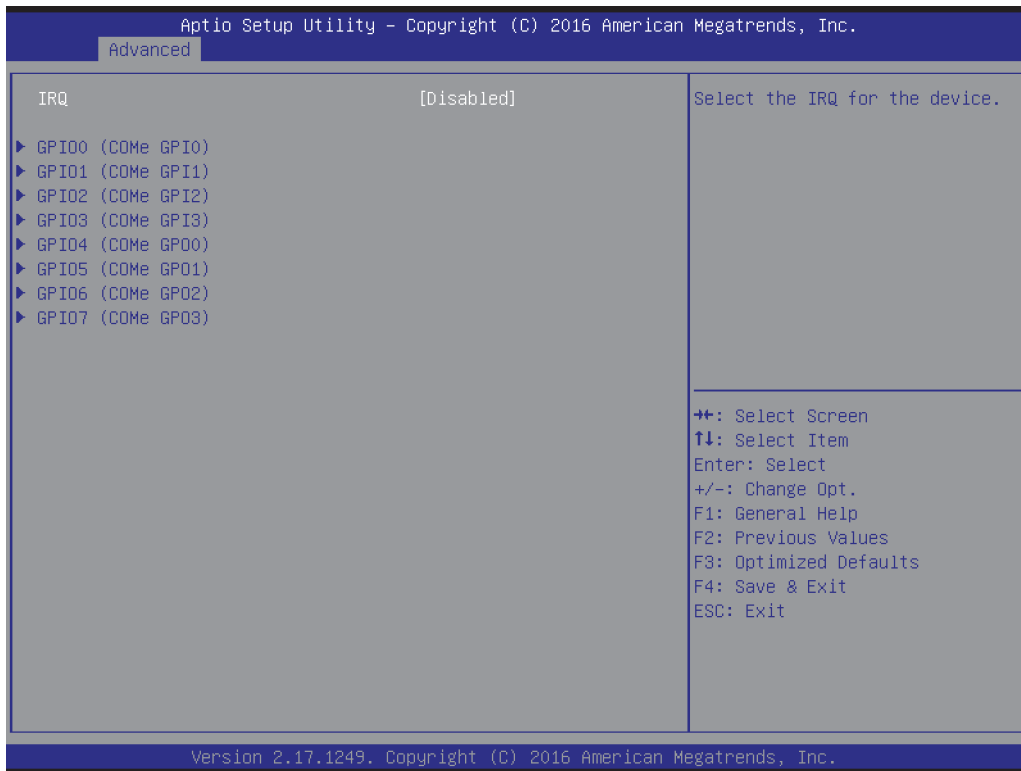 Aptio Setup Utility – Copyright (C) 2016 American Megatrends, Inc.
Advanced
IRQ [Disabled]
GPIO0 (COMe GPI0)
GPIO1 (COMe GPI1)
GPIO2 (COMe GPI2)
GPIO3 (COMe GPI3)
GPIO4 (COMe GPO0)
GPIO5 (COMe GPO1)
GPIO6 (COMe GPO2)
GPIO7 (COMe GPO3)
Select the IRQ for the device.
→←: Select Screen
↑↓: Select Item
Enter: Select
+/-: Change Opt.
F1: General Help
F2: Previous Values
F3: Optimized Defaults
F4: Save & Exit
ESC: Exit
Version 2.17.1249. Copyright (C) 2016 American Megatrends, Inc.